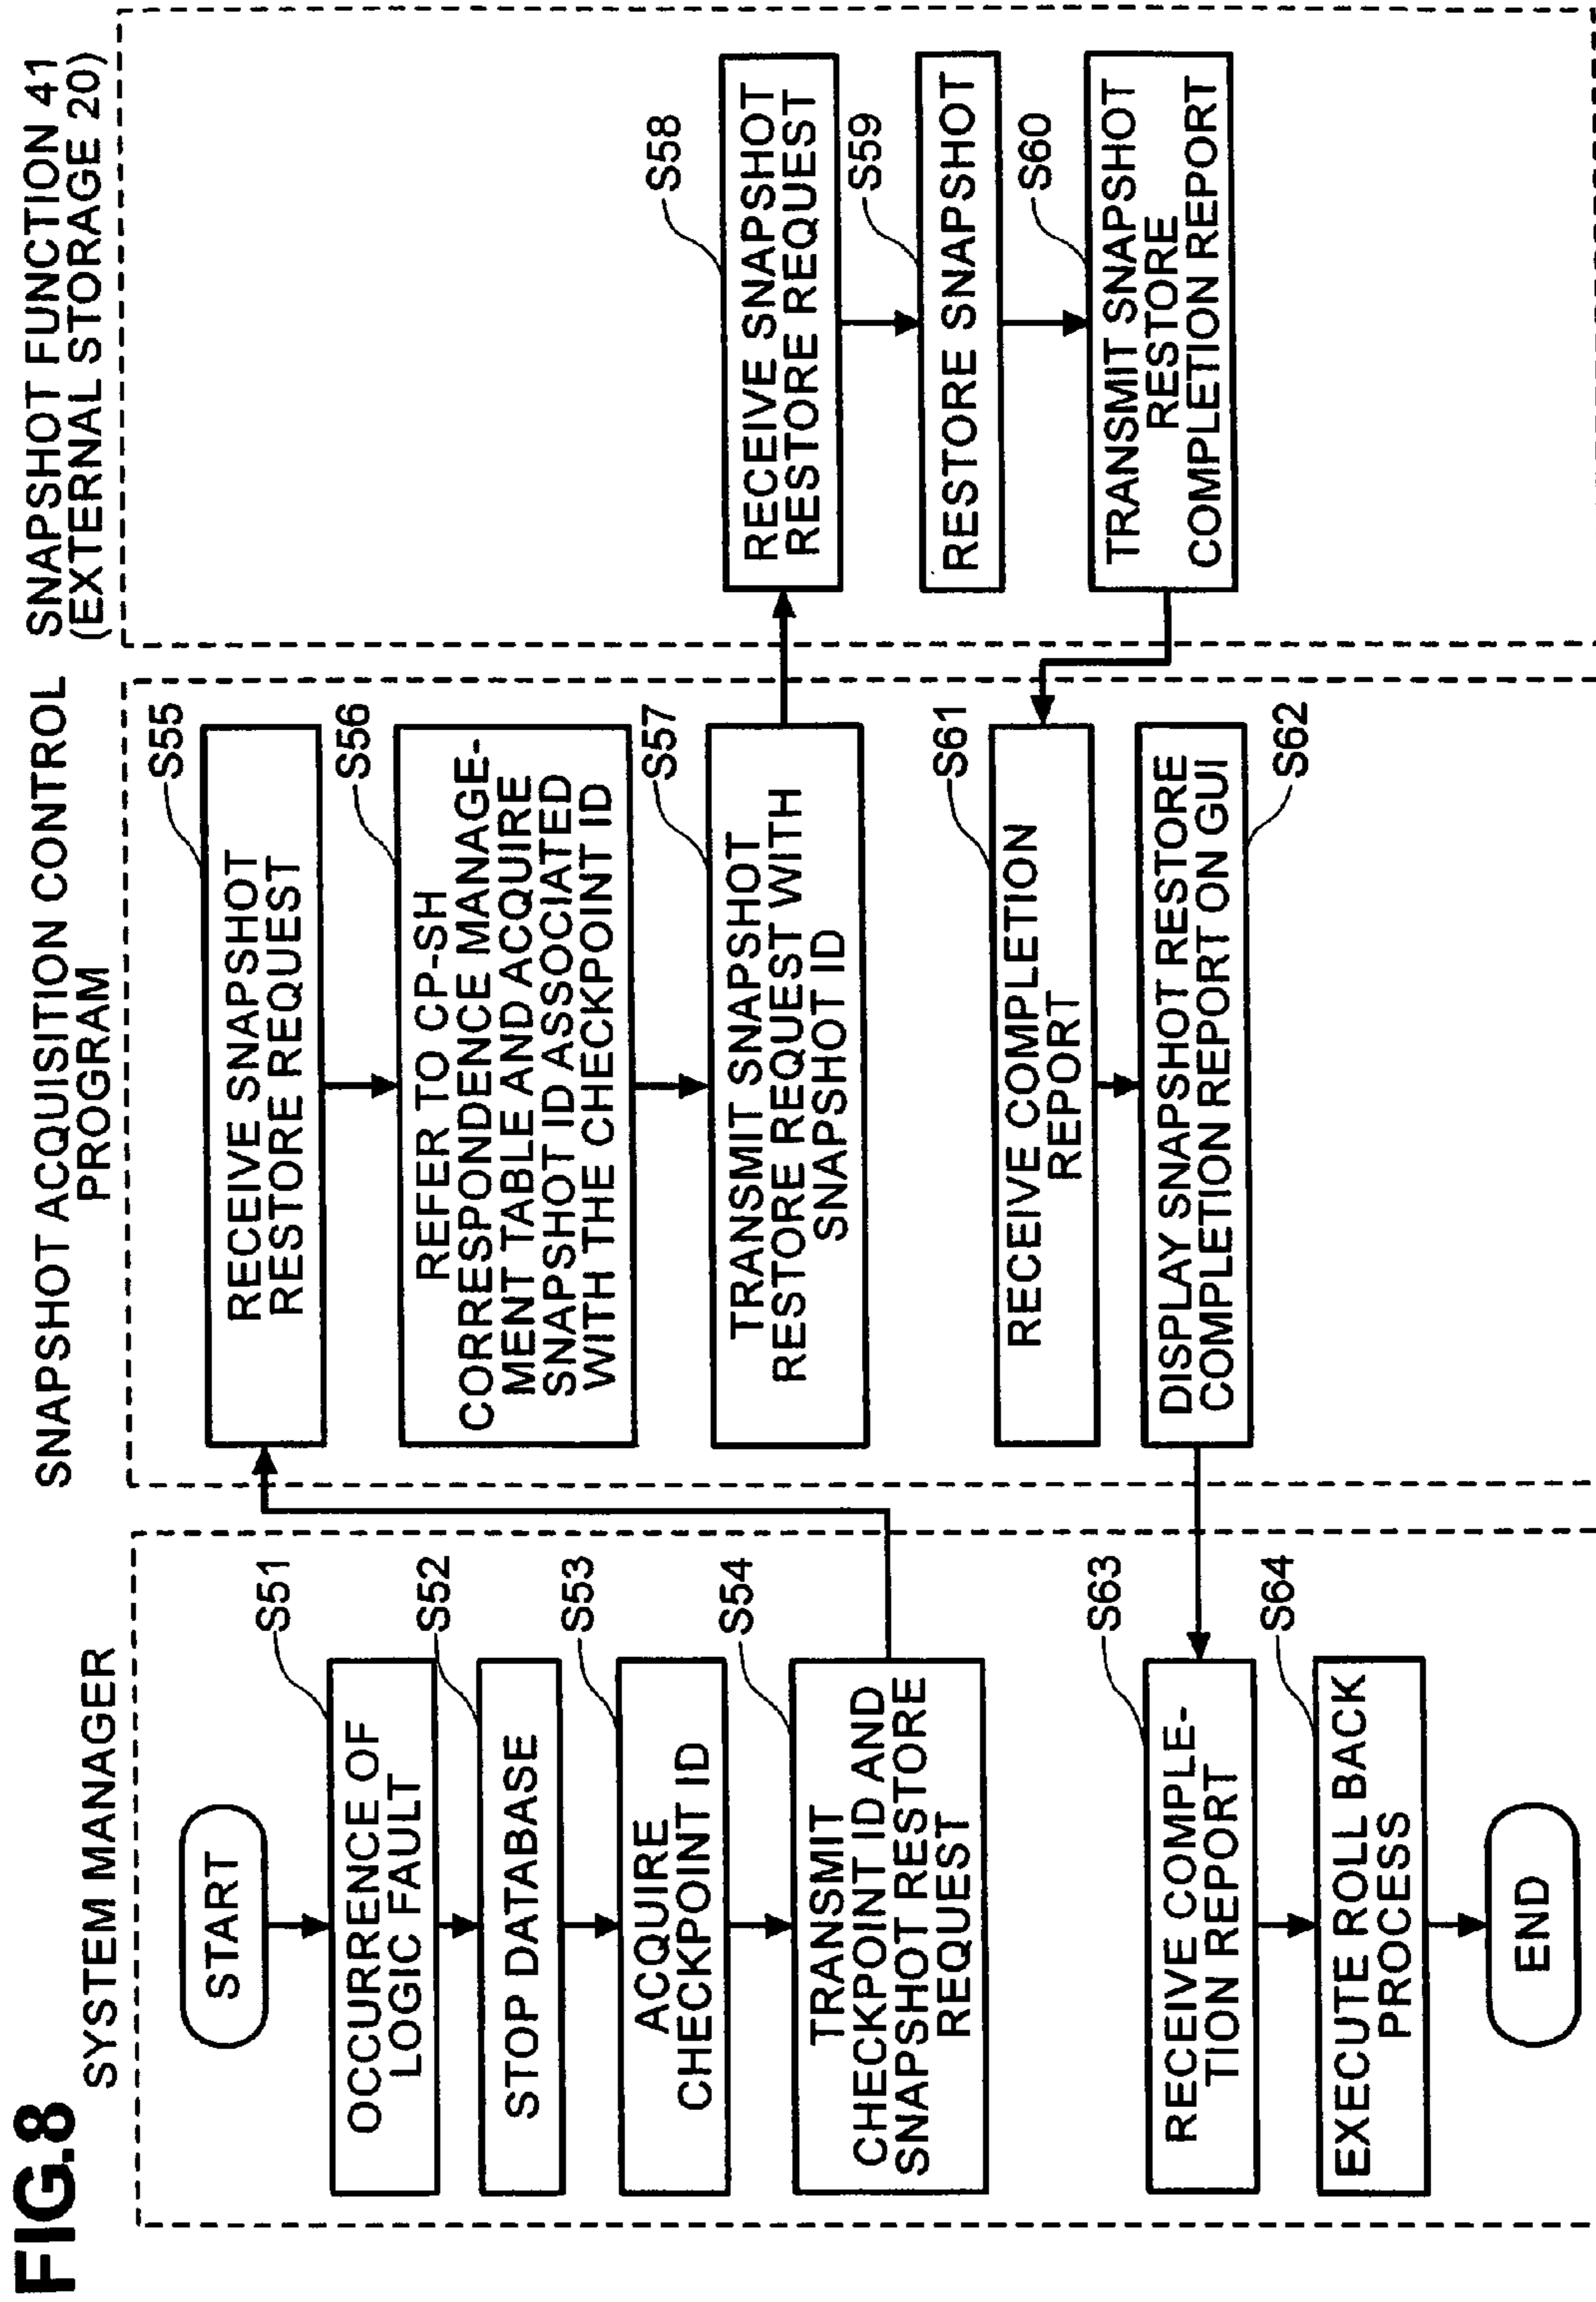 FIG.8
SYSTEM MANAGER
START
S51
OCCURRENCE OF
LOGIC FAULT
S52
STOP DATABASE
S53
ACQUIRE
CHECKPOINT ID
S54
TRANSMIT
CHECKPOINT ID AND
SNAPSHOT RESTORE
REQUEST
S63
RECEIVE COMPLE-
TION REPORT
S64
EXECUTE ROLL BACK
PROCESS
END
SNAPSHOT ACQUISITION CONTROL
PROGRAM
S55
RECEIVE SNAPSHOT
RESTORE REQUEST
S56
REFER TO CP-SH
CORRESPONDENCE MANAGE-
MENT TABLE AND ACQUIRE
SNAPSHOT ID ASSOCIATED
WITH THE CHECKPOINT ID
S57
TRANSMIT SNAPSHOT
RESTORE REQUEST WITH
SNAPSHOT ID
S61
RECEIVE COMPLETION
REPORT
DISPLAY SNAPSHOT RESTORE
COMPLETION REPORT ON GUI
S62
SNAPSHOT FUNCTION 41
(EXTERNAL STORAGE 20)
S58
RECEIVE SNAPSHOT
RESTORE REQUEST
S59
RESTORE SNAPSHOT
S60
TRANSMIT SNAPSHOT
RESTORE
COMPLETION REPORT